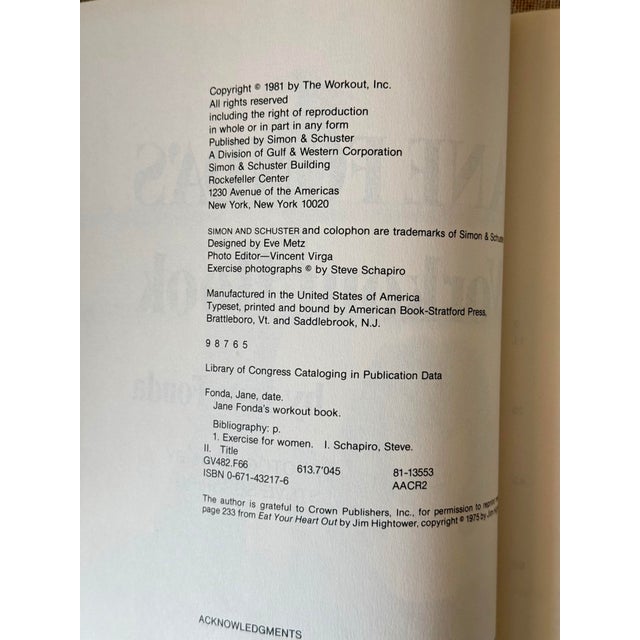 Copyright © 1981 by The Workout, Inc.
All rights reserved
including the right of reproduction
in whole or in part in any form
Published by Simon & Schuster
A Division of Gulf & Western Corporation
Simon & Schuster Building
Rockefeller Center
1230 Avenue of the Americas
New York, New York 10020
SIMON AND SCHUSTER and colophon are trademarks of Simon & Schuster
Designed by Eve Metz
Photo Editor—Vincent Virga
Exercise photographs © by Steve Schapiro
Manufactured in the United States of America
Typeset, printed and bound by American Book-Stratford Press,
Brattleboro, Vt. and Saddlebrook, N.J.
9 8 7 6 5
Library of Congress Cataloging in Publication Data
Fonda, Jane, date.
Jane Fonda's workout book.
Bibliography: p.
1. Exercise for women. I. Schapiro, Steve.
II. Title
GV482.F66 613.7'045 81-13553
ISBN 0-671-43217-6 AACR2
The author is grateful to Crown Publishers, Inc., for permission to reprint
page 233 from Eat Your Heart Out by Jim Hightower, copyright © 1975 by Jim
ACKNOWLEDGMENTS